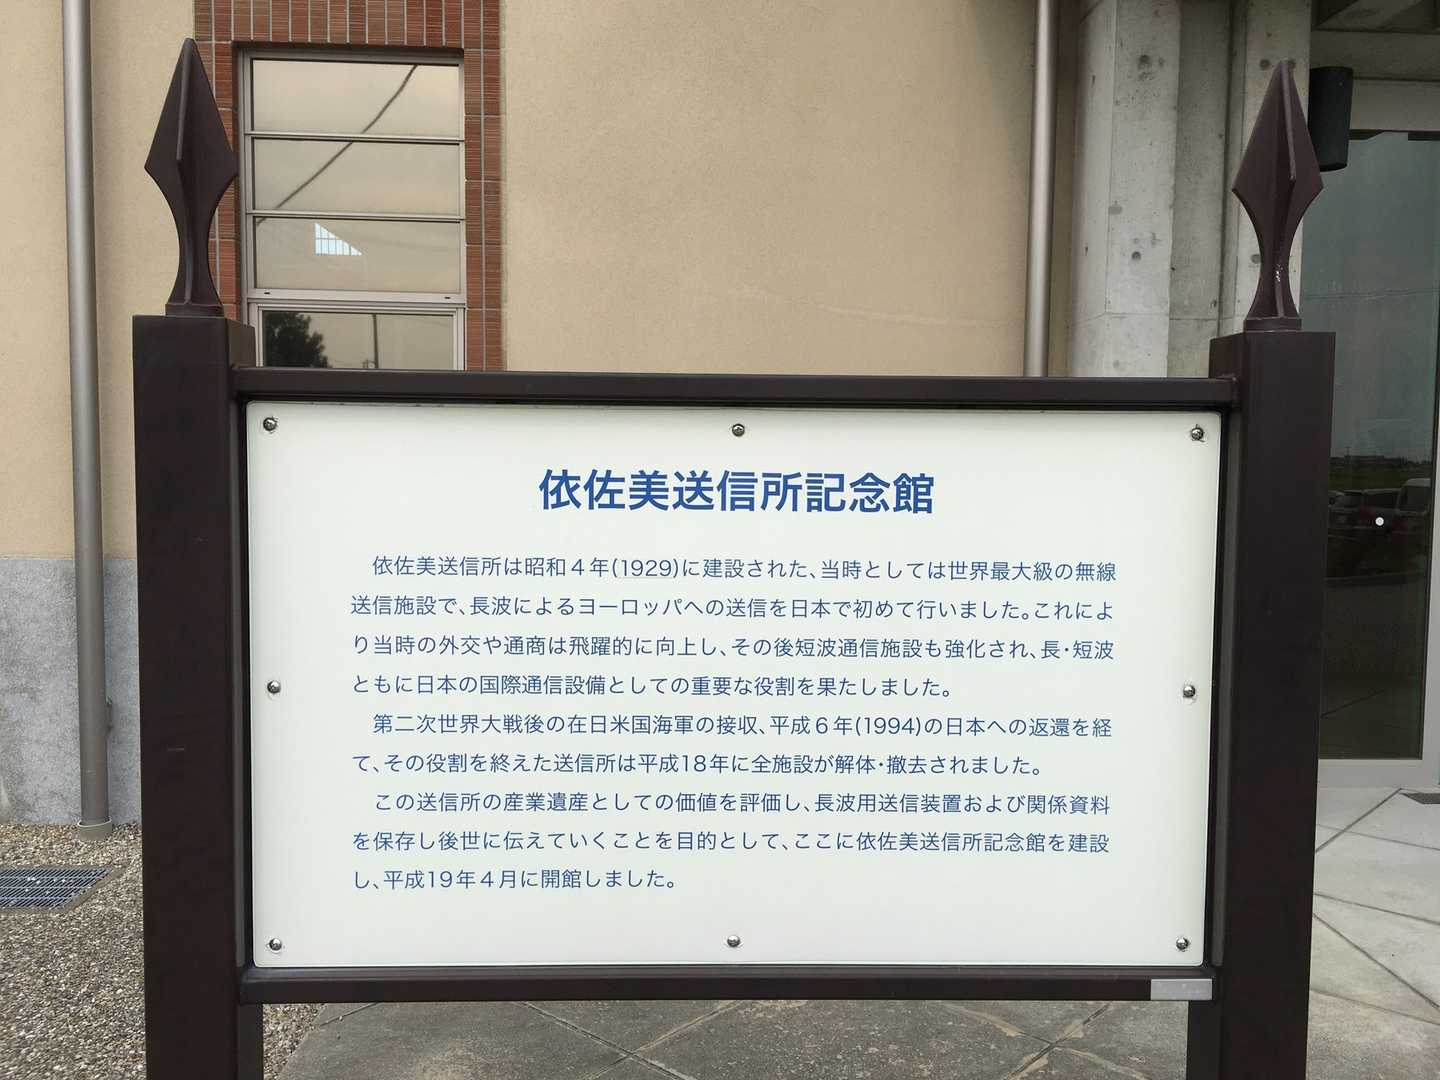 依佐美送信所記念館
依佐美送信所は昭和４年(1929)に建設された、当時としては世界最大級の無線
送信施設で、長波によるヨーロッパへの送信を日本で初めて行いました。これによ
り当時の外交や通商は飛躍的に向上し、その後短波通信施設も強化され、長・短波
ともに日本の国際通信設備としての重要な役割を果たしました。
第二次世界大戦後の在日米国海軍の接収、平成６年(1994)の日本への返還を経
て、その役割を終えた送信所は平成18年に全施設が解体・撤去されました。
この送信所の産業遺産としての価値を評価し、長波用送信装置および関係資料
を保存し後世に伝えていくことを目的として、ここに依佐美送信所記念館を建設
し、平成19年４月に開館しました。